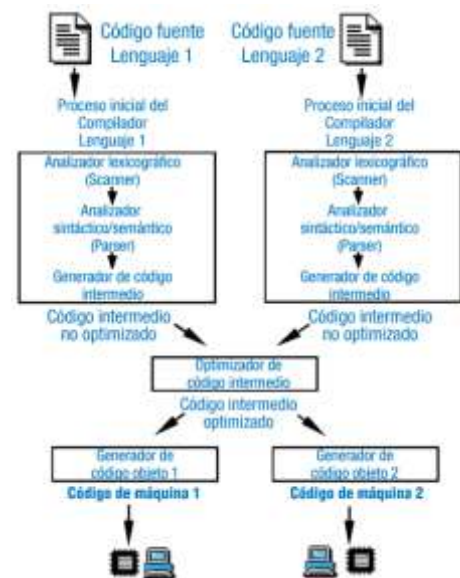 Código fuente
Lenguaje 1
Código fuente
Lenguaje 2
Proceso inicial del
Compilador
Lenguaje 1
Proceso inicial del
Compilador
Lenguaje 2
Analizador lexicográfico
(Scanner)
Analizador
sintáctico/semántico
(Parser)
Generador de código
intermedio
Analizador lexicográfico
(Scanner)
Analizador
sintáctico/semántico
(Parser)
Generador de código
intermedio
Código intermedio
no optimizado
Código intermedio
no optimizado
Optimizador de
código intermedio
Código intermedio
optimizado
Generador de
código objeto 1
Generador de
código objeto 2
Código de máquina 1
Código de máquina 2